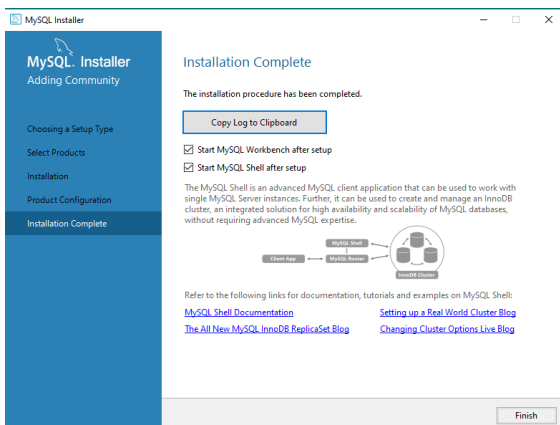 MySQL Installer
MySQL. Installer
Adding Community
Choosing a Setup Type
Select Products
Installation
Product Configuration
Installation Complete
Installation Complete
The installation procedure has been completed.
Copy Log to Clipboard
Start MySQL Workbench after setup
Start MySQL Shell after setup
The MySQL Shell is an advanced MySQL client application that can be used to work with
single MySQL Server instances. Further, it can be used to create and manage an InnoDB
cluster, an integrated solution for high availability and scalability of MySQL databases,
without requiring advanced MySQL expertise.
MySQL Shell
Client App
MySQL Router
InnoDB Cluster
Refer to the following links for documentation, tutorials and examples on MySQL Shell:
MySQL Shell Documentation
Setting up a Real World Cluster Blog
The All New MySQL InnoDB ReplicaSet Blog
Changing Cluster Options Live Blog
Finish